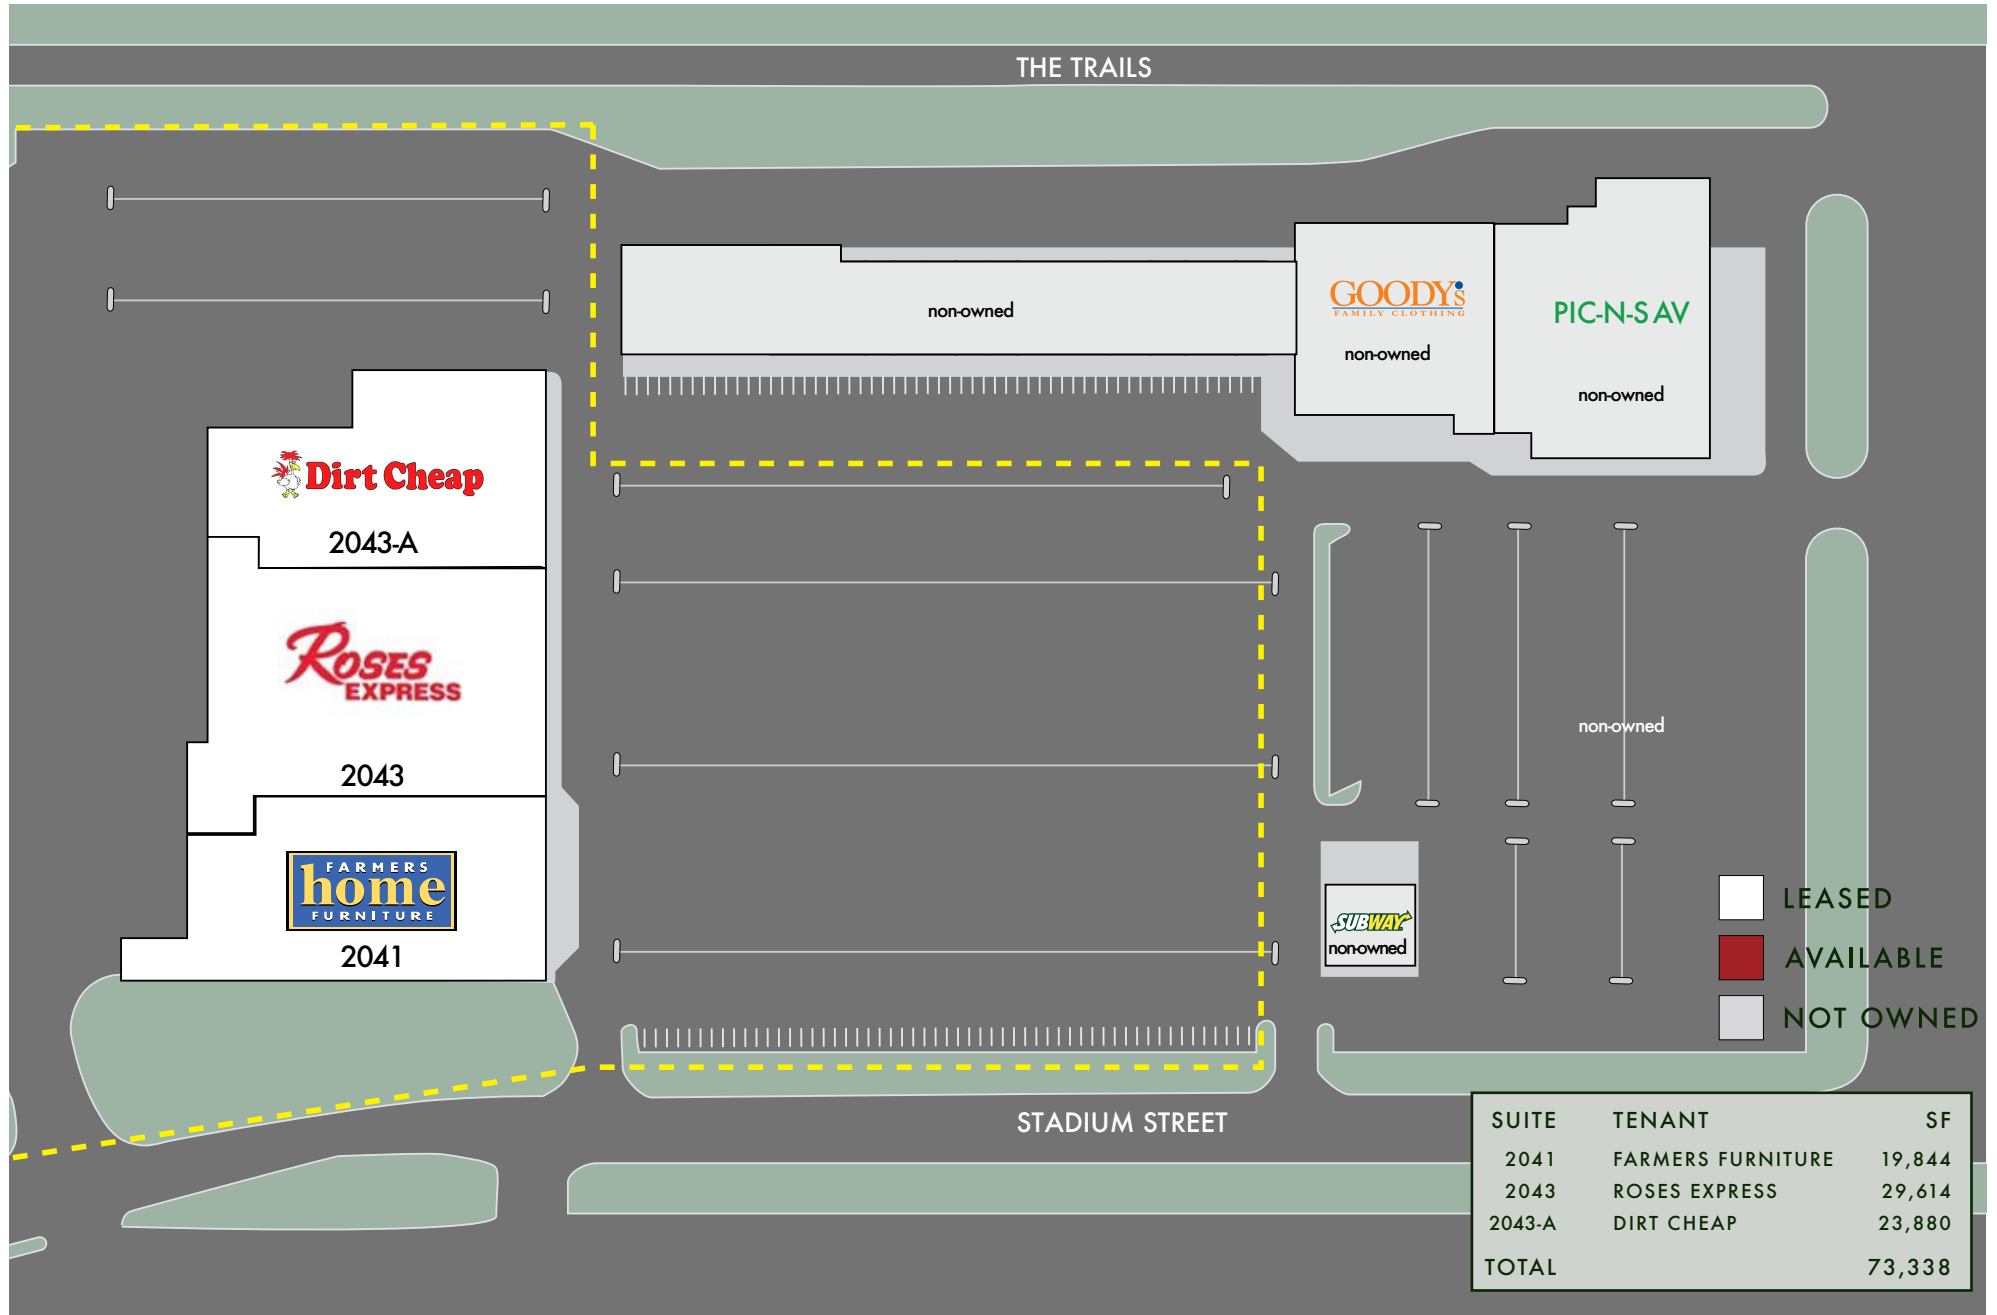 THE TRAILS
non-owned
GOODY's
FAMILY CLOTHING
non-owned
PIC-N-SAV
non-owned
Dirt Cheap
2043-A
ROSES
EXPRESS
2043
FARMERS
home
FURNITURE
2041
non-owned
SUBWAY
non-owned
LEASED
AVAILABLE
NOT OWNED
STADIUM STREET
SUITE TENANT SF
2041 FARMERS FURNITURE 19,844
2043 ROSES EXPRESS 29,614
2043-A DIRT CHEAP 23,880
TOTAL 73,338